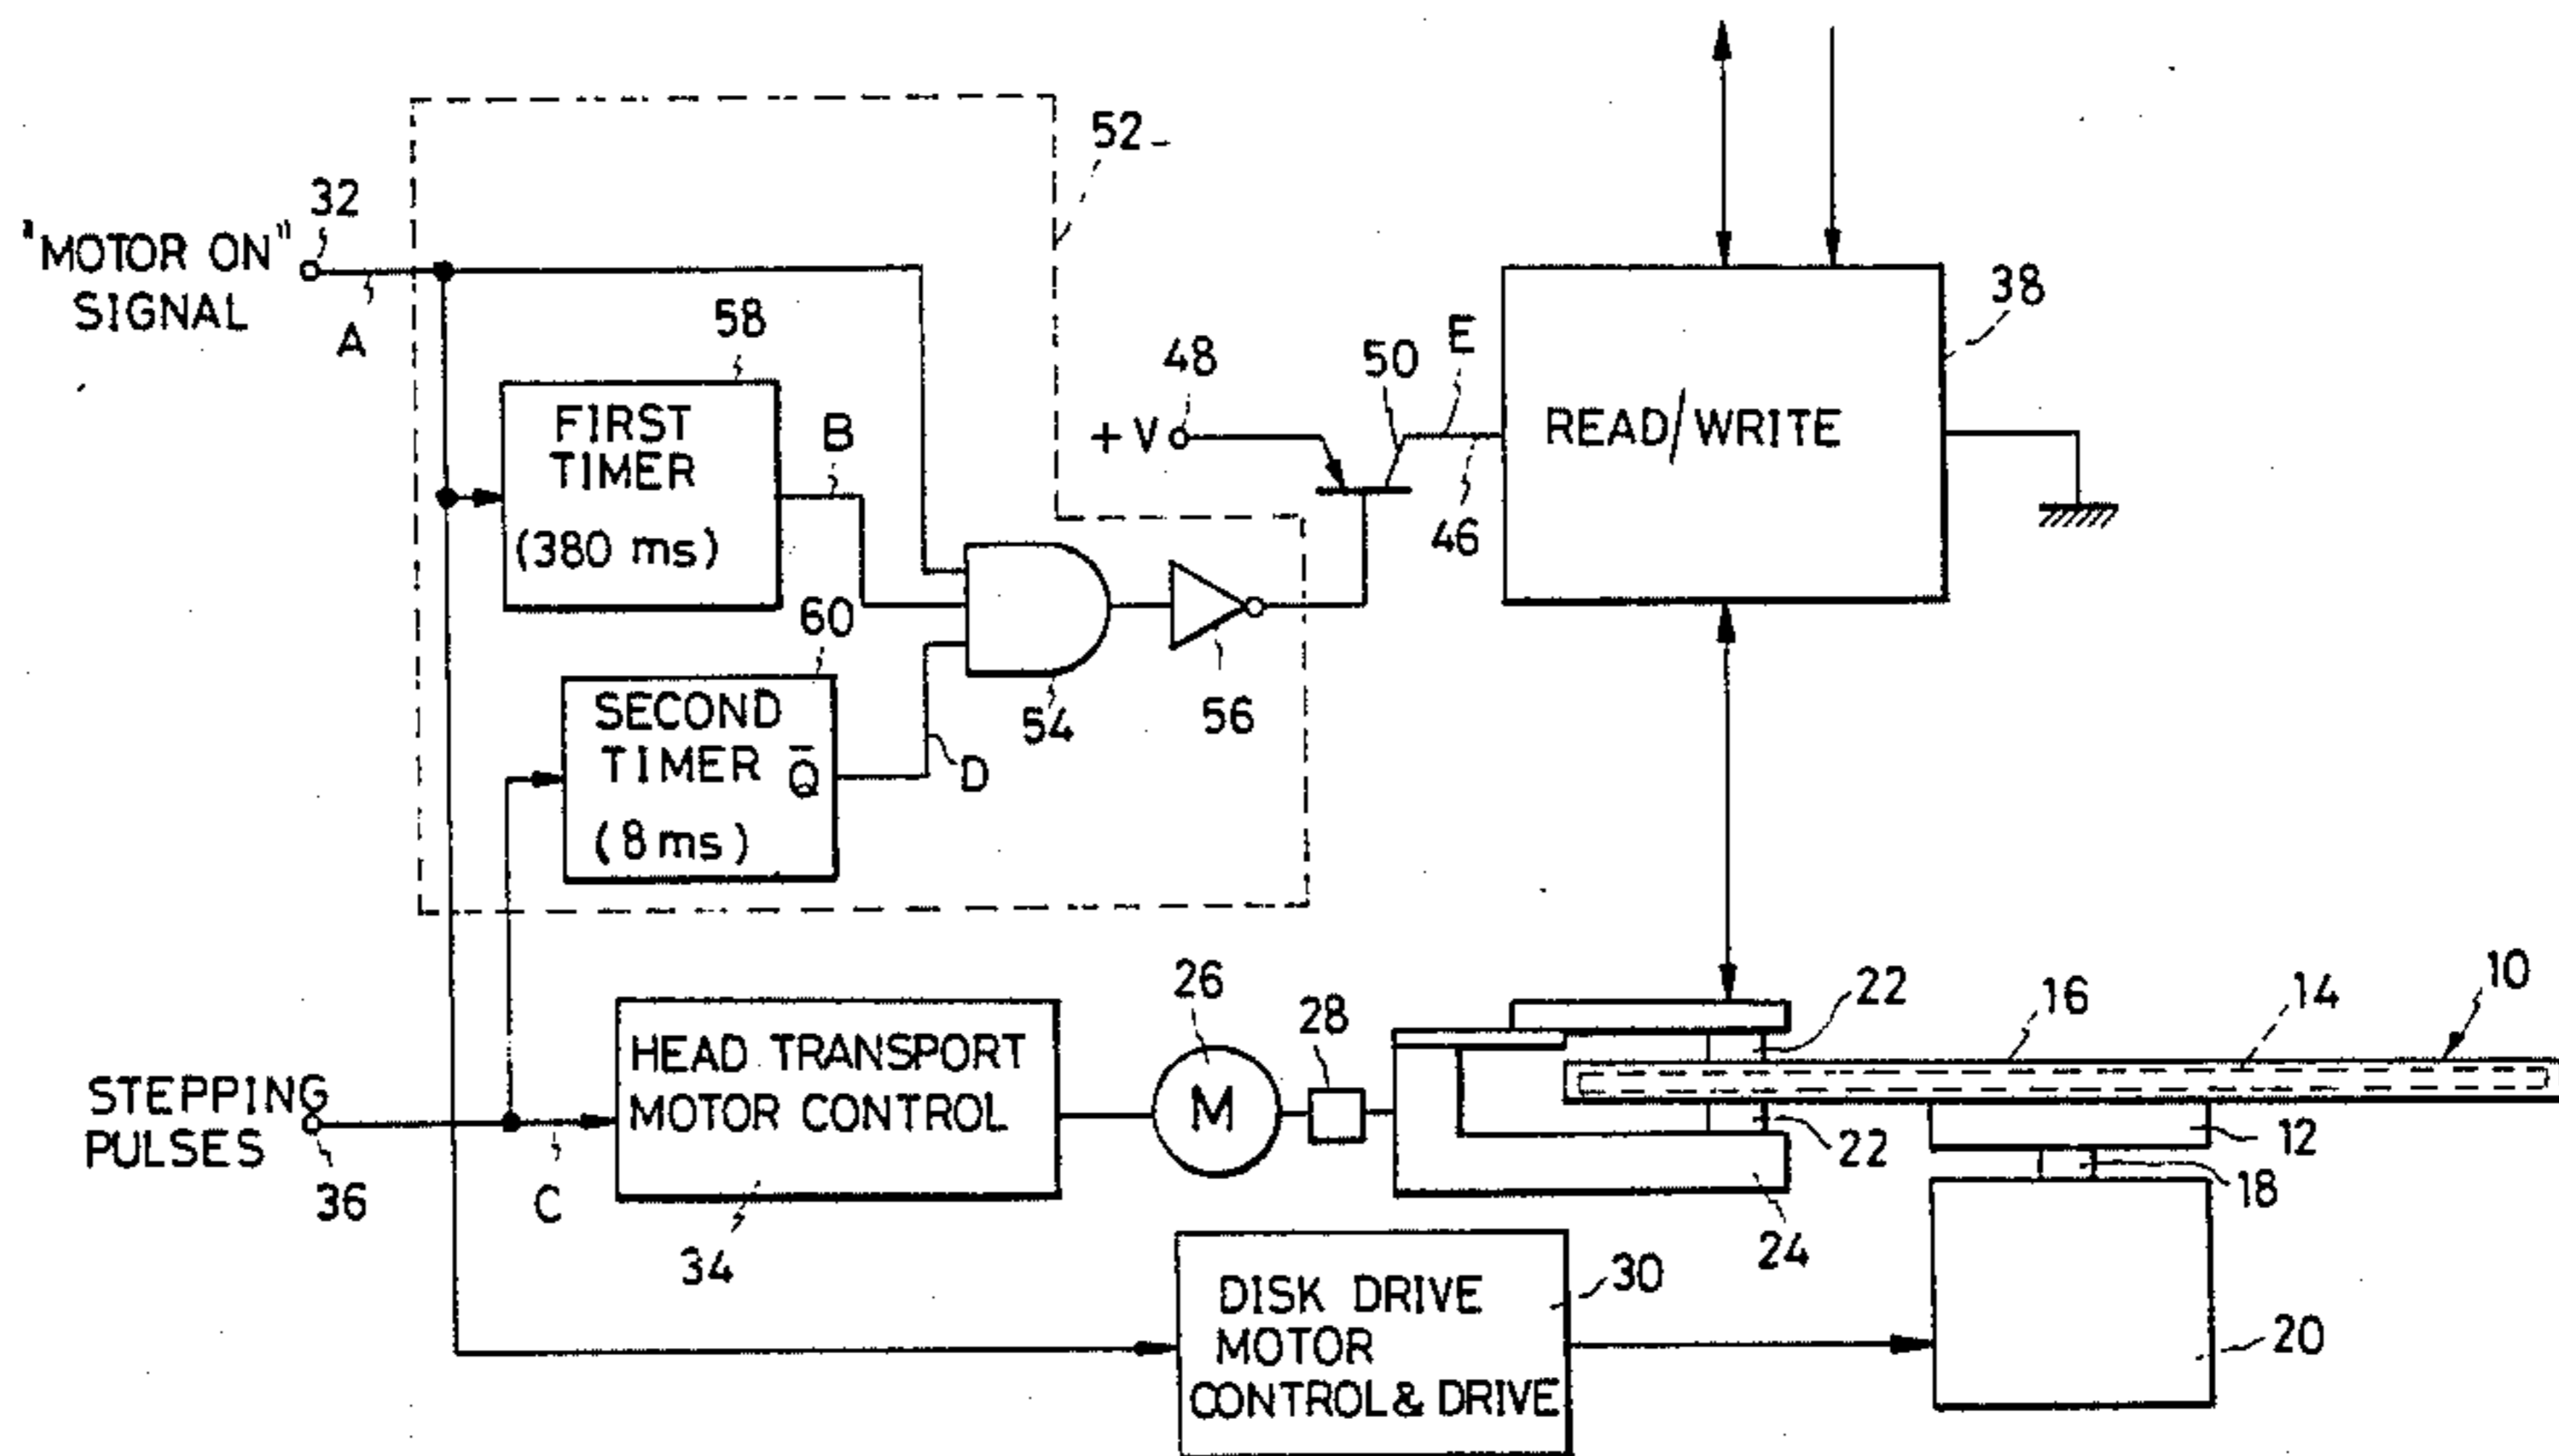 52
32
"MOTOR ON"
SIGNAL
A
58
FIRST
TIMER
(380 ms)
B
60
SECOND
TIMER Q̄
(8 ms)
D
54
56
+V
48
50
E
46
READ/WRITE
38
STEPPING
PULSES
36
C
HEAD TRANSPORT
MOTOR CONTROL
34
26
M
28
22
16
14
10
22
12
18
24
DISK DRIVE
MOTOR
CONTROL & DRIVE
30
20